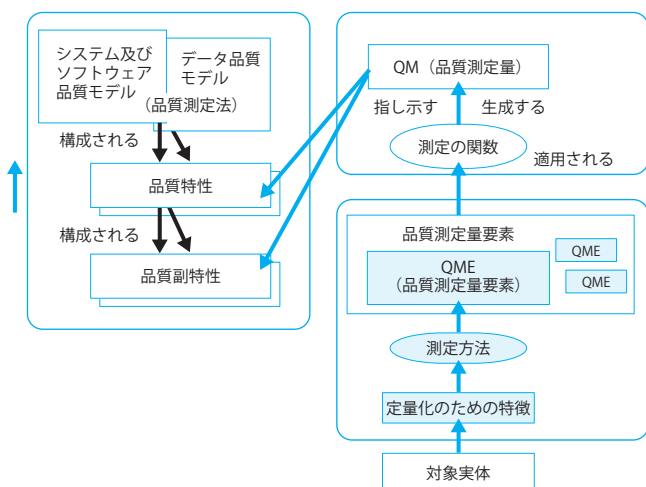 システム及び
ソフトウェア
品質モデル
データ品質
モデル
（品質測定法）
構成される
品質特性
構成される
品質副特性
QM（品質測定量）
指し示す
生成する
測定の関数
適用される
品質測定量要素
QME
（品質測定量要素）
QME
QME
測定方法
定量化のための特徴
対象実体